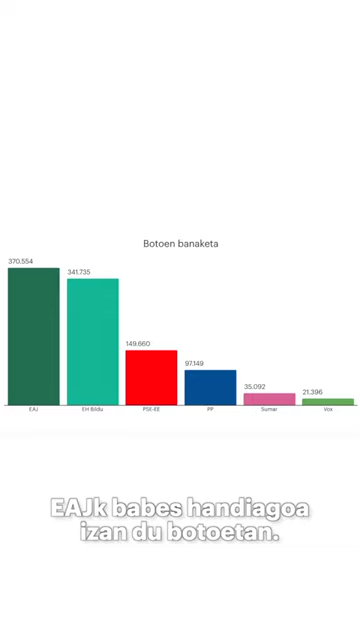 Botoen banaketa
370.554
341.735
149.660
97.149
35.092
21.396
EAJ EH Bildu PSE-EE PP Sumar Vox
EAJk babes handiagoa
izan du botoetan.